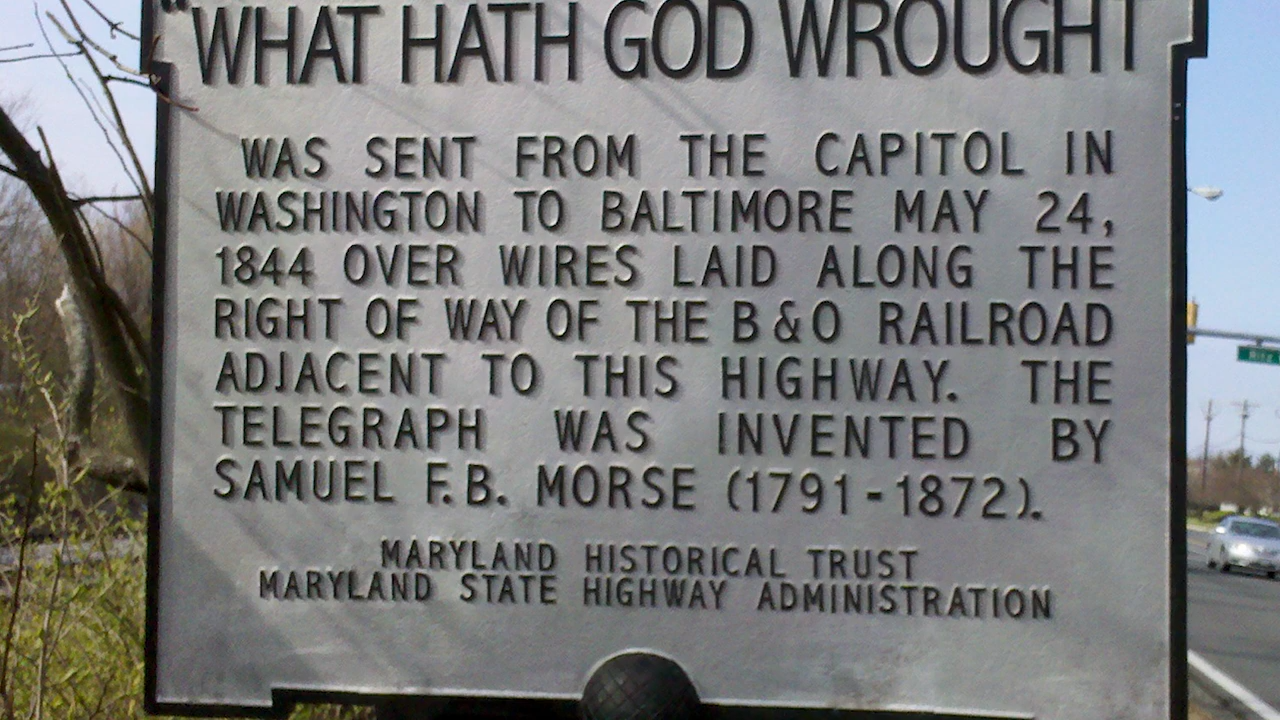 "WHAT HATH GOD WROUGHT
WAS SENT FROM THE CAPITOL IN
WASHINGTON TO BALTIMORE MAY 24,
1844 OVER WIRES LAID ALONG THE
RIGHT OF WAY OF THE B & O RAILROAD
ADJACENT TO THIS HIGHWAY. THE
TELEGRAPH WAS INVENTED BY
SAMUEL F.B. MORSE (1791-1872).
MARYLAND HISTORICAL TRUST
MARYLAND STATE HIGHWAY ADMINISTRATION